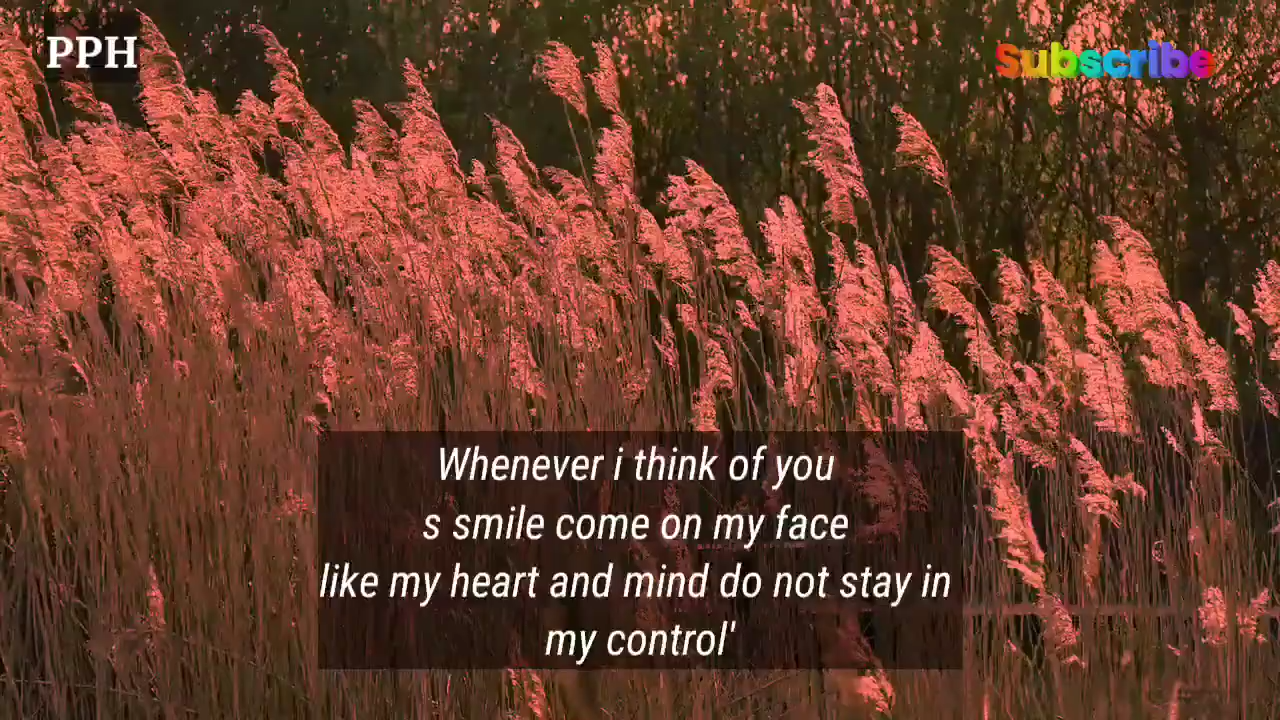 PPH
Subscribe
Whenever i think of you
s smile come on my face
like my heart and mind do not stay in
my control'